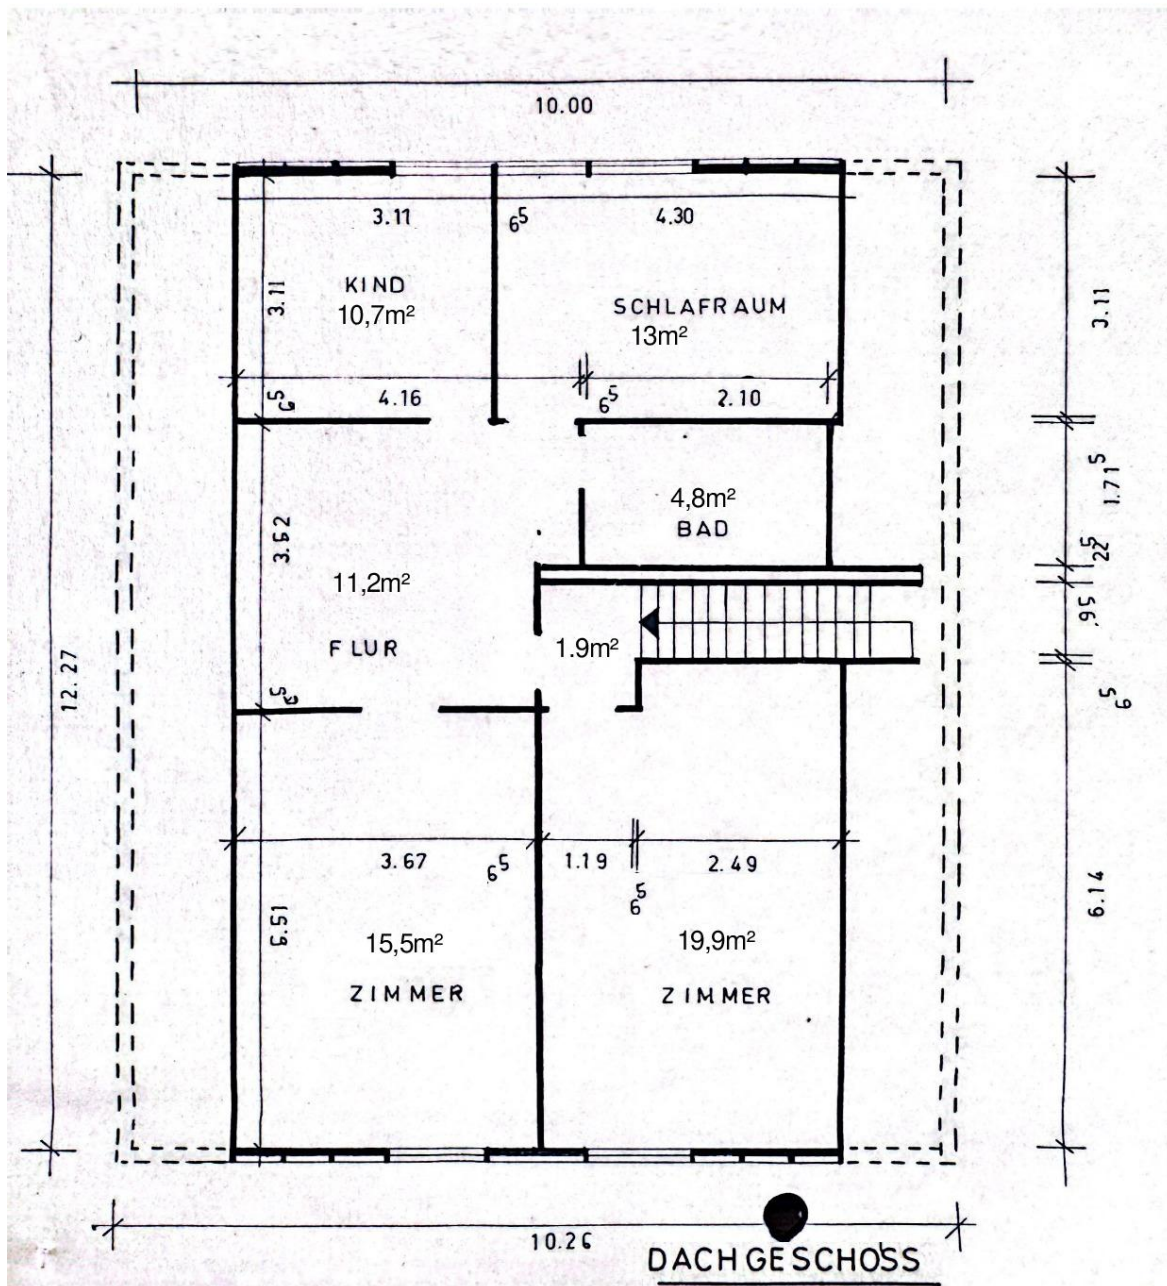 10.00
3.11
6⁵
4.30
3.11
KIND
10,7m²
SCHLAFRAUM
13m²
3.11
6⁵
4.16
6⁵
2.10
1.71⁵
4,8m²
BAD
3.52
22⁵
11,2m²
.95
FLUR
1.9m²
12.27
6⁵
6⁵
3.67
6⁵
1.19
2.49
6⁵
6.14
5.51
15,5m²
19,9m²
ZIMMER
ZIMMER
10.26
DACHGESCHOSS